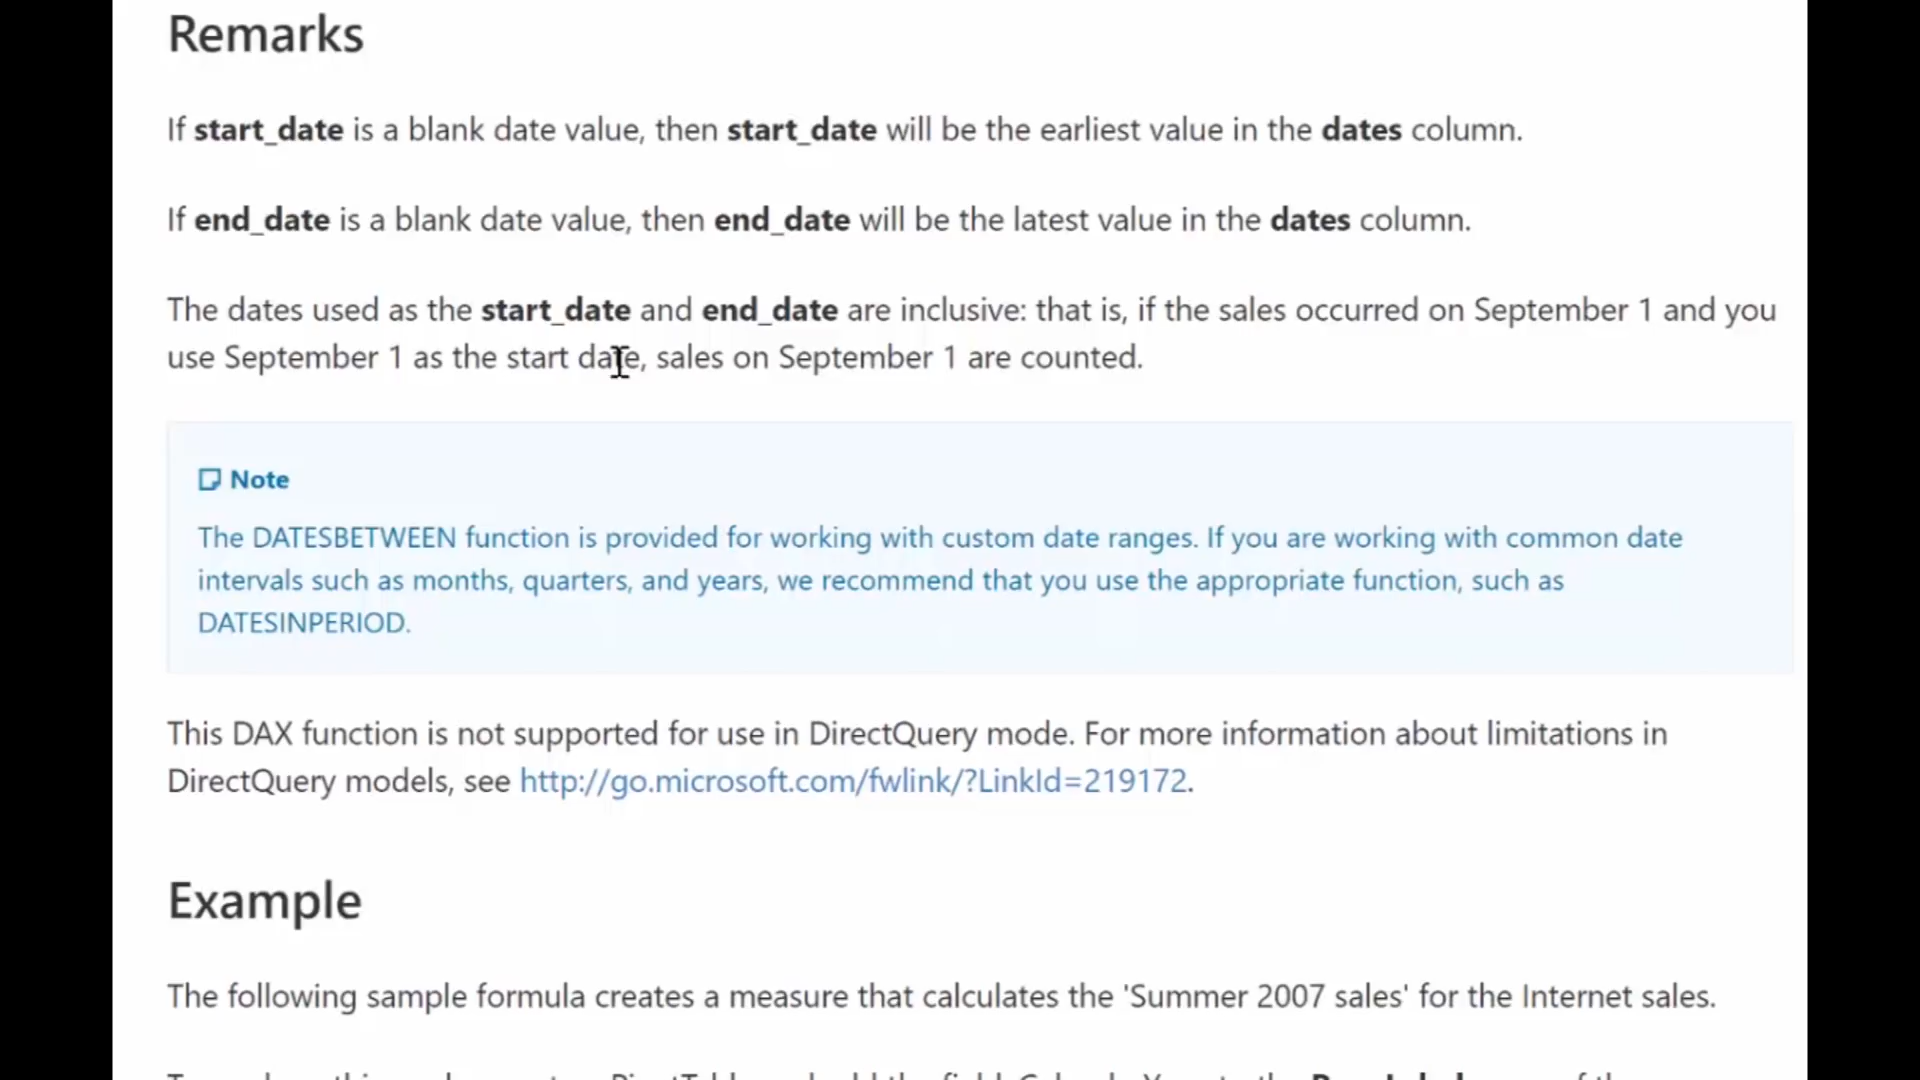 Remarks
If start_date is a blank date value, then start_date will be the earliest value in the dates column.
If end_date is a blank date value, then end_date will be the latest value in the dates column.
The dates used as the start_date and end_date are inclusive: that is, if the sales occurred on September 1 and you
use September 1 as the start date, sales on September 1 are counted.
Note
The DATESBETWEEN function is provided for working with custom date ranges. If you are working with common date
intervals such as months, quarters, and years, we recommend that you use the appropriate function, such as
DATESINPERIOD.
This DAX function is not supported for use in DirectQuery mode. For more information about limitations in
DirectQuery models, see http://go.microsoft.com/fwlink/?LinkId=219172.
Example
The following sample formula creates a measure that calculates the 'Summer 2007 sales' for the Internet sales.